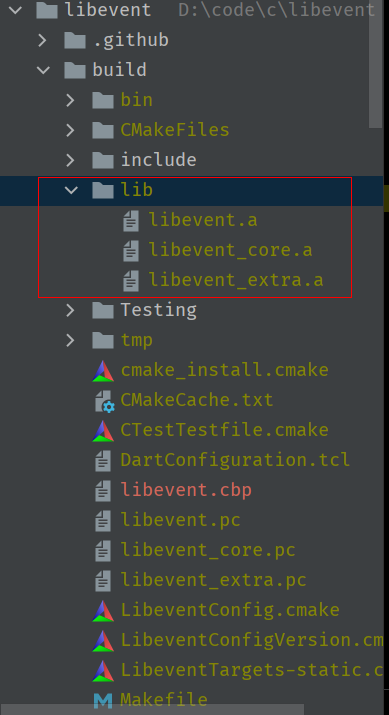 libevent D:\code\c\libevent
.github
build
bin
CMakeFiles
include
lib
libevent.a
libevent_core.a
libevent_extra.a
Testing
tmp
cmake_install.cmake
CMakeCache.txt
CTestTestfile.cmake
DartConfiguration.tcl
libevent.cbp
libevent.pc
libevent_core.pc
libevent_extra.pc
LibeventConfig.cmake
LibeventConfigVersion.cm
LibeventTargets-static.c
Makefile